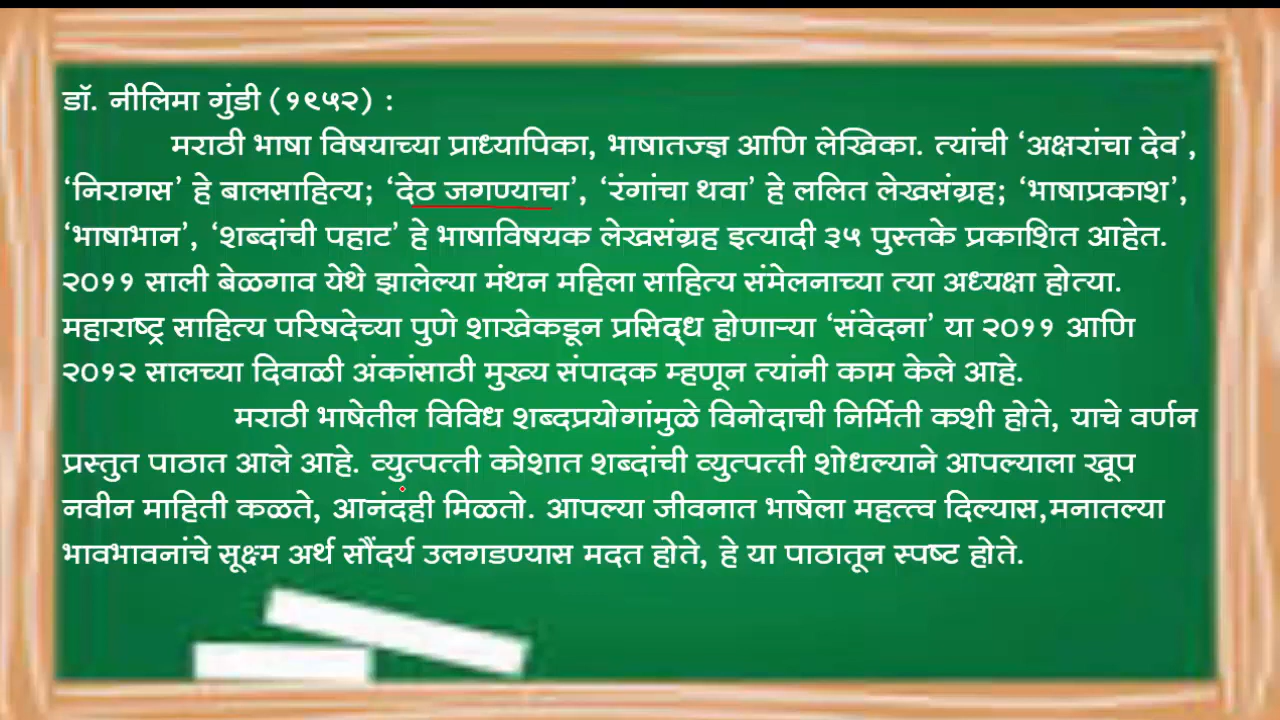 डॉ. नीलिमा गुंडी (१९५२) :
मराठी भाषा विषयाच्या प्राध्यापिका, भाषातज्ज्ञ आणि लेखिका. त्यांची ‘अक्षरांचा देव’,
‘निरागस’ हे बालसाहित्य; ‘देठ जगण्याचा’, ‘रंगांचा थवा’ हे ललित लेखसंग्रह; ‘भाषाप्रकाश’,
‘भाषाभान’, ‘शब्दांची पहाट’ हे भाषाविषयक लेखसंग्रह इत्यादी ३५ पुस्तके प्रकाशित आहेत.
२०११ साली बेळगाव येथे झालेल्या मंथन महिला साहित्य संमेलनाच्या त्या अध्यक्षा होत्या.
महाराष्ट्र साहित्य परिषदेच्या पुणे शाखेकडून प्रसिद्ध होणाऱ्या ‘संवेदना’ या २०११ आणि
२०१२ सालच्या दिवाळी अंकांसाठी मुख्य संपादक म्हणून त्यांनी काम केले आहे.
मराठी भाषेतील विविध शब्दप्रयोगांमुळे विनोदाची निर्मिती कशी होते, याचे वर्णन
प्रस्तुत पाठात आले आहे. व्युत्पत्ती कोशात शब्दांची व्युत्पत्ती शोधल्याने आपल्याला खूप
नवीन माहिती कळते, आनंदही मिळतो. आपल्या जीवनात भाषेला महत्त्व दिल्यास,मनातल्या
भावभावनांचे सूक्ष्म अर्थ सौंदर्य उलगडण्यास मदत होते, हे या पाठातून स्पष्ट होते.